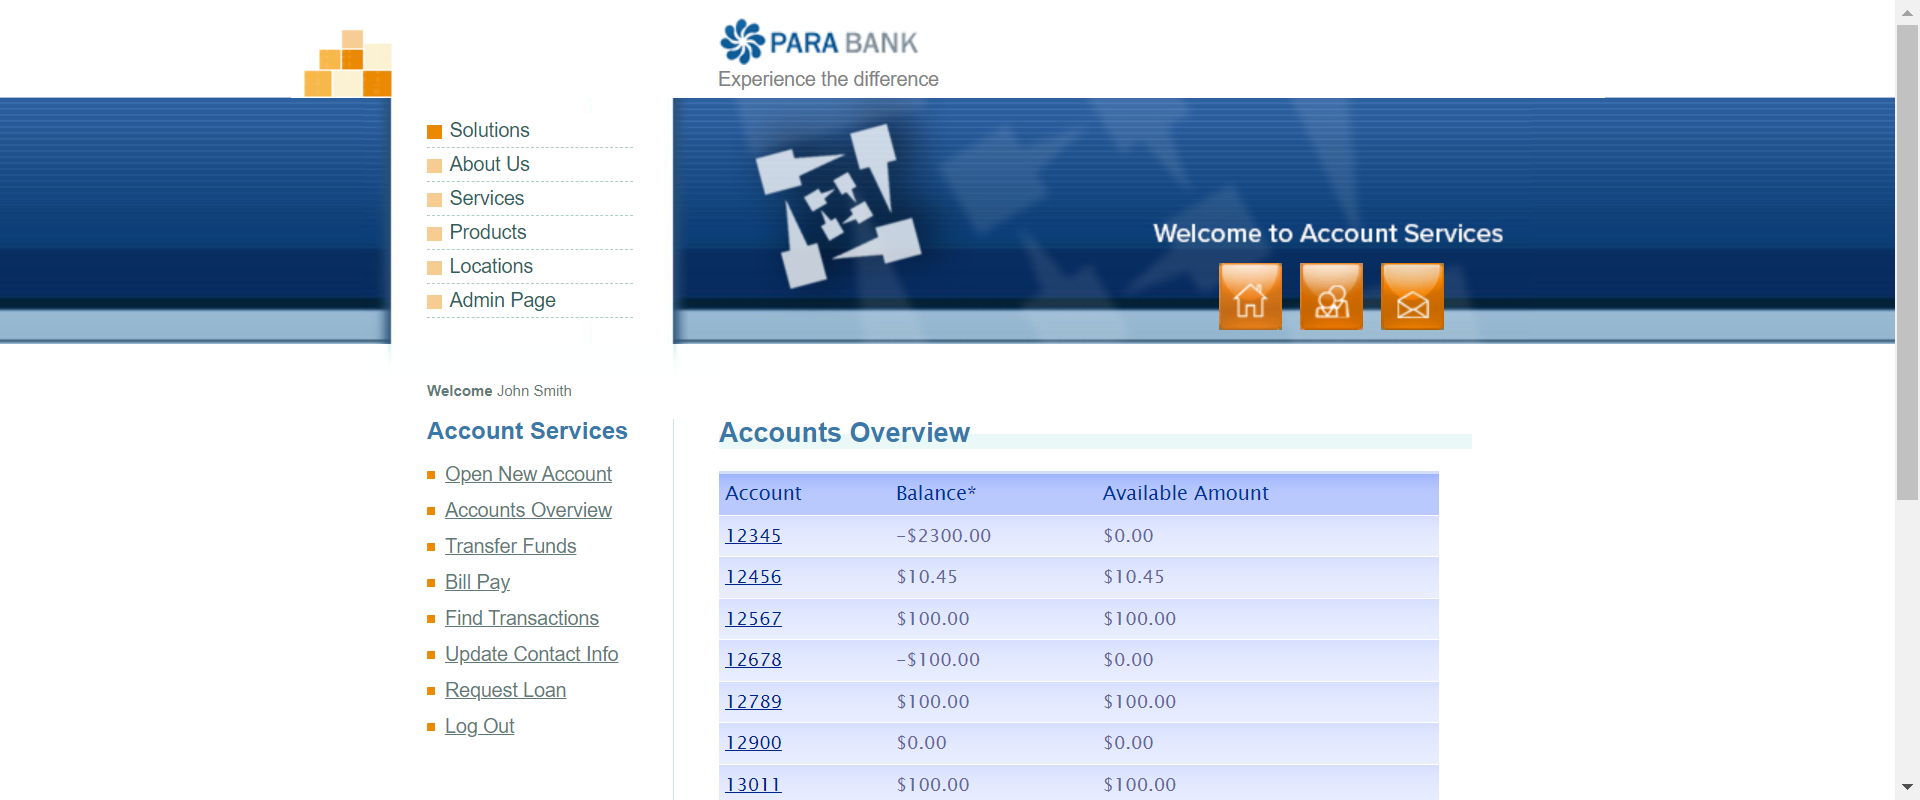 PARA BANK
Experience the difference
Solutions
About Us
Services
Products
Locations
Admin Page
Welcome to Account Services
Welcome John Smith
Account Services
Open New Account
Accounts Overview
Transfer Funds
Bill Pay
Find Transactions
Update Contact Info
Request Loan
Log Out
Accounts Overview
Account Balance* Available Amount
12345 -$2300.00 $0.00
12456 $10.45 $10.45
12567 $100.00 $100.00
12678 -$100.00 $0.00
12789 $100.00 $100.00
12900 $0.00 $0.00
13011 $100.00 $100.00